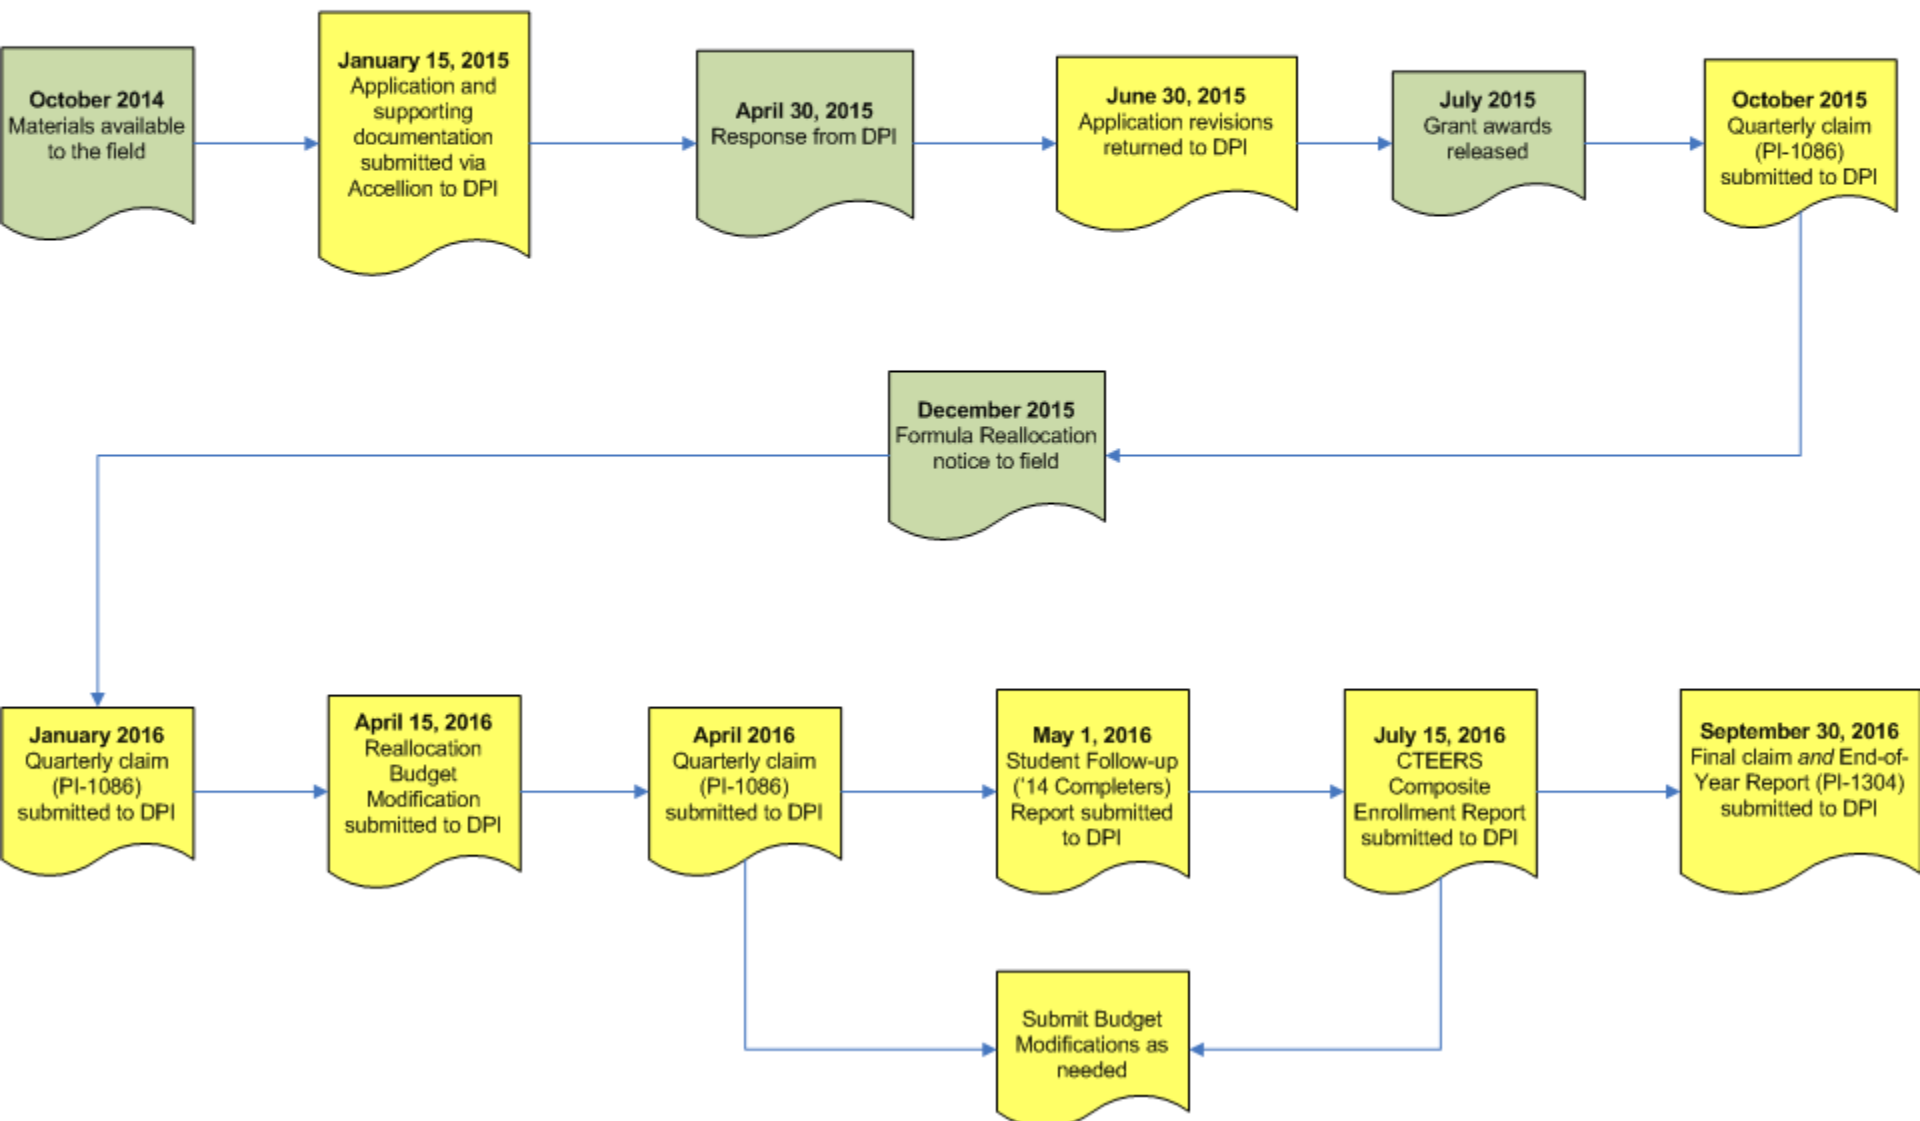 October 2014
Materials available
to the field
January 15, 2015
Application and
supporting
documentation
submitted via
Accellion to DPI
April 30, 2015
Response from DPI
June 30, 2015
Application revisions
returned to DPI
July 2015
Grant awards
released
October 2015
Quarterly claim
(PI-1086)
submitted to DPI
December 2015
Formula Reallocation
notice to field
January 2016
Quarterly claim
(PI-1086)
submitted to DPI
April 15, 2016
Reallocation
Budget
Modification
submitted to DPI
April 2016
Quarterly claim
(PI-1086)
submitted to DPI
May 1, 2016
Student Follow-up
('14 Completers)
Report submitted
to DPI
July 15, 2016
CTEERS
Composite
Enrollment Report
submitted to DPI
September 30, 2016
Final claim and End-of-
Year Report (PI-1304)
submitted to DPI
Submit Budget
Modifications as
needed